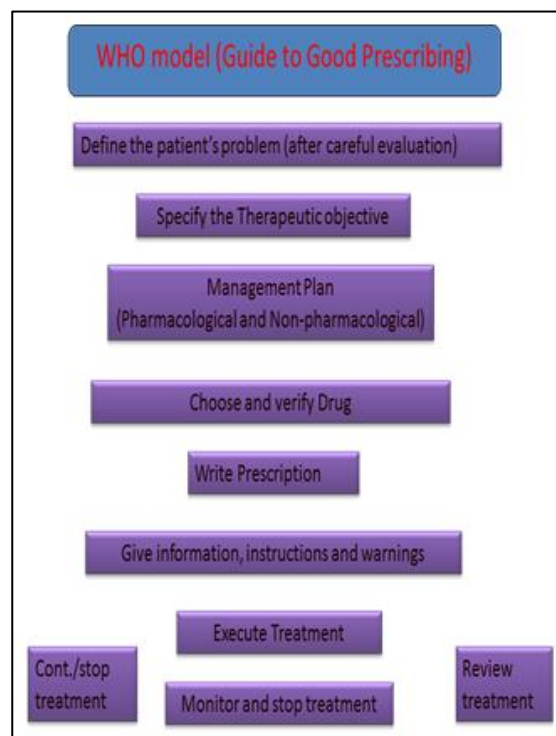 WHO model (Guide to Good Prescribing)
Define the patient's problem (after careful evaluation)
Specify the Therapeutic objective
Management Plan
(Pharmacological and Non-pharmacological)
Choose and verify Drug
Write Prescription
Give information, instructions and warnings
Execute Treatment
Cont./stop
treatment
Monitor and stop treatment
Review
treatment